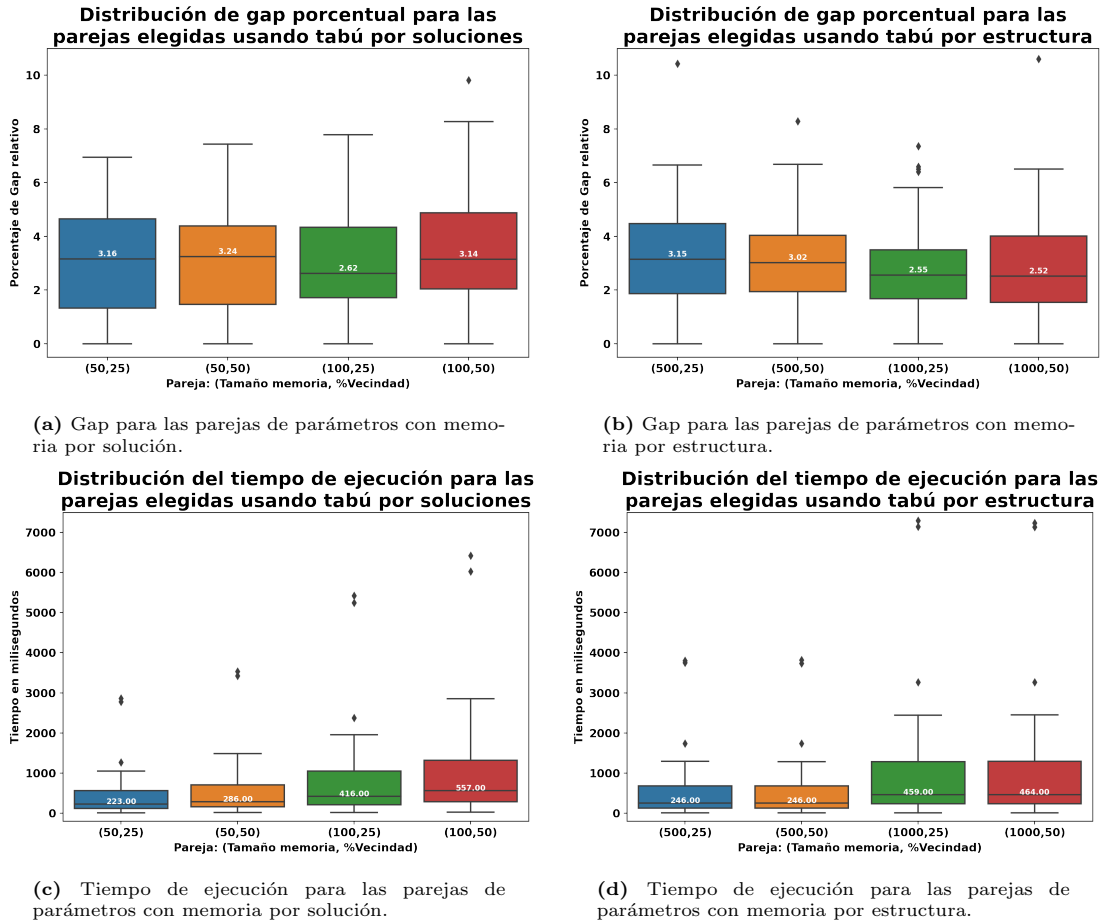 Distribución de gap porcentual para las
parejas elegidas usando tabú por soluciones
Porcentaje de Gap relativo
10
8
6
4
2
0
3.16
3.24
2.62
3.14
(50,25)
(50,50)
(100,25)
(100,50)
Pareja: (Tamaño memoria, %Vecindad)
(a) Gap para las parejas de parámetros con memo-
ria por solución.
Distribución de gap porcentual para las
parejas elegidas usando tabú por estructura
Porcentaje de Gap relativo
10
8
6
4
2
0
3.15
3.02
2.55
2.52
(500,25)
(500,50)
(1000,25)
(1000,50)
Pareja: (Tamaño memoria, %Vecindad)
(b) Gap para las parejas de parámetros con memo-
ria por estructura.
Distribución del tiempo de ejecución para las
parejas elegidas usando tabú por soluciones
Tiempo en milisegundos
7000
6000
5000
4000
3000
2000
1000
0
223.00
286.00
416.00
557.00
(50,25)
(50,50)
(100,25)
(100,50)
Pareja: (Tamaño memoria, %Vecindad)
(c) Tiempo de ejecución para las parejas de
parámetros con memoria por solución.
Distribución del tiempo de ejecución para las
parejas elegidas usando tabú por estructura
Tiempo en milisegundos
7000
6000
5000
4000
3000
2000
1000
0
246.00
246.00
459.00
464.00
(500,25)
(500,50)
(1000,25)
(1000,50)
Pareja: (Tamaño memoria, %Vecindad)
(d) Tiempo de ejecución para las parejas de
parámetros con memoria por estructura.